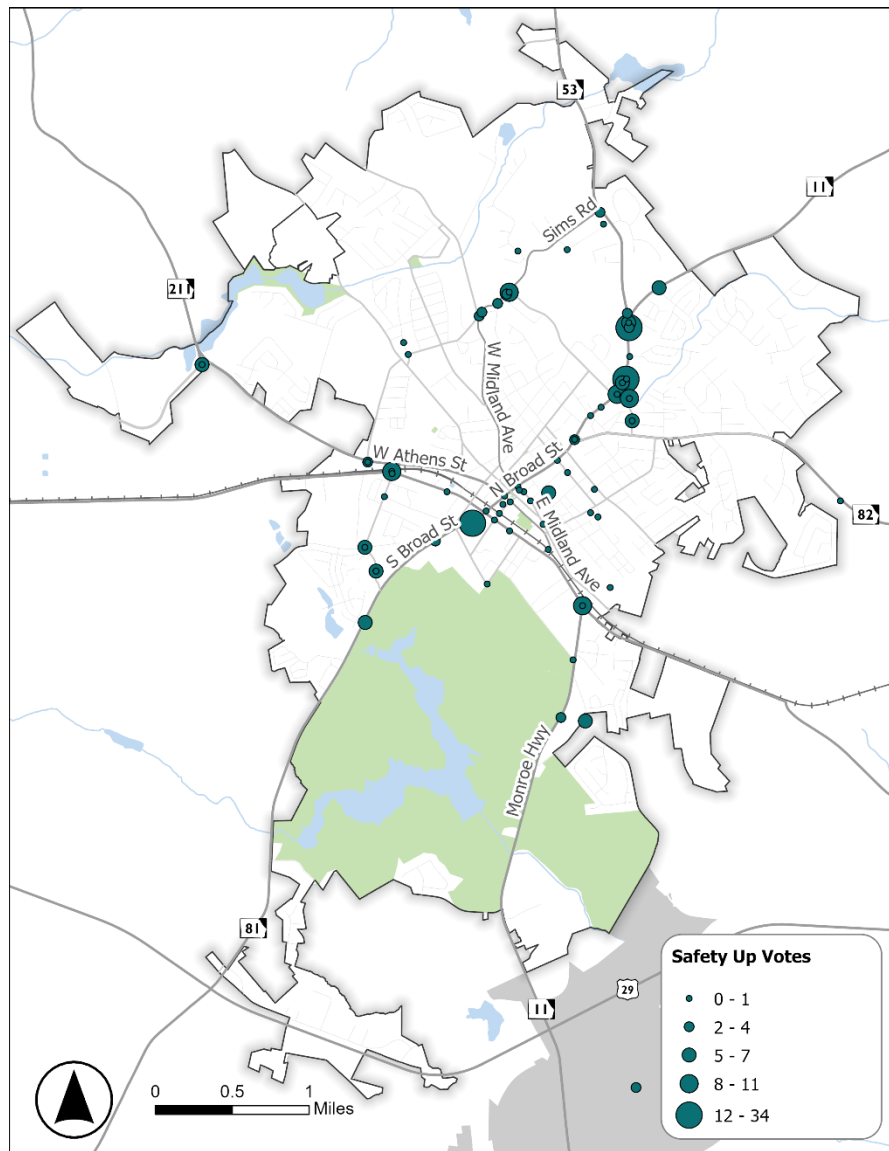 53
11
Sims Rd
211
W Midland Ave
W Athens St
N Broad St
E Midland Ave
S Broad St
82
Monroe Hwy
81
29
11
Safety Up Votes
0 - 1
2 - 4
5 - 7
8 - 11
12 - 34
0 0.5 1
Miles